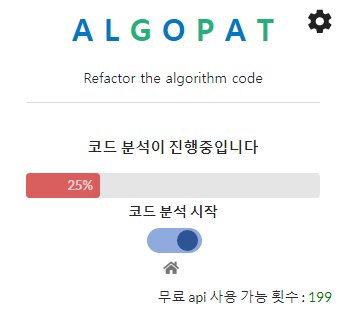 ALGOPAT
Refactor the algorithm code
코드 분석이 진행중입니다
25%
코드 분석 시작
무료 api 사용 가능 횟수 : 199